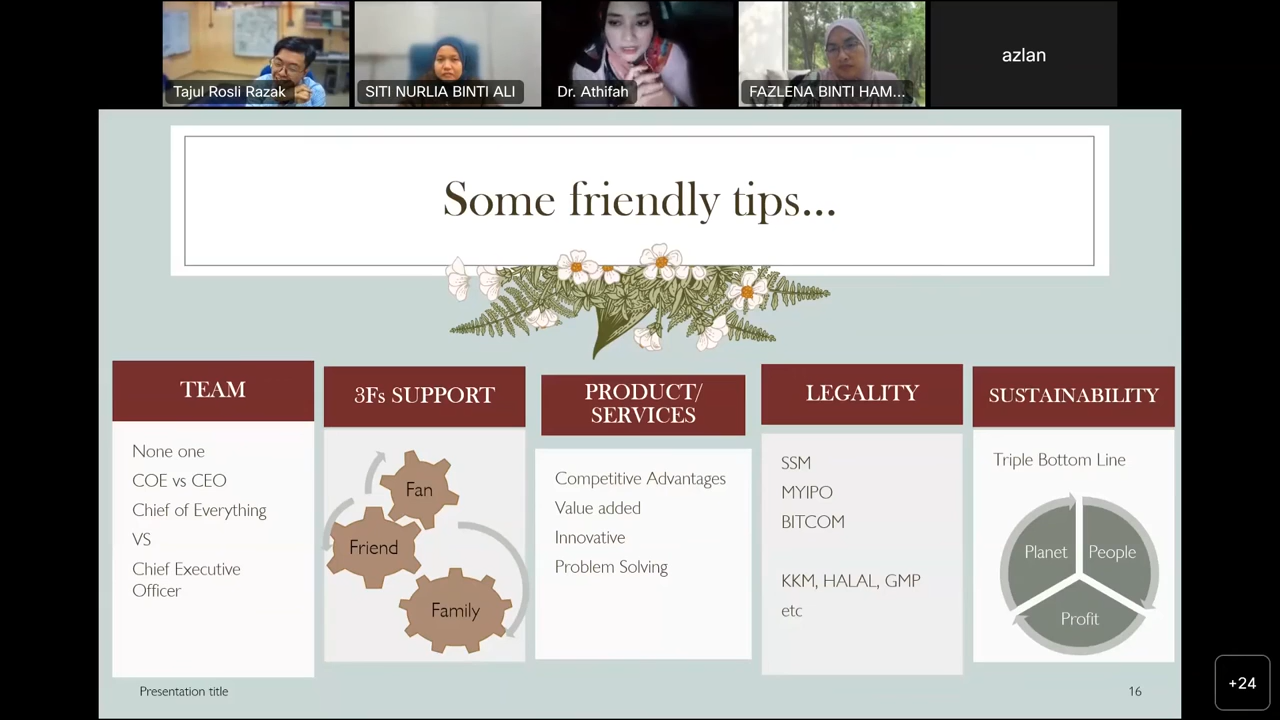 Tajul Rosli Razak
SITI NURLIA BINTI ALI
Dr. Athifah
FAZLENA BINTI HAM...
azlan
Some friendly tips...
TEAM
None one
COE vs CEO
Chief of Everything
VS
Chief Executive
Officer
3Fs SUPPORT
Fan
Friend
Family
PRODUCT/
SERVICES
Competitive Advantages
Value added
Innovative
Problem Solving
LEGALITY
SSM
MYIPO
BITCOM
KKM, HALAL, GMP
etc
SUSTAINABILITY
Triple Bottom Line
Planet
People
Profit
Presentation title
16
+24